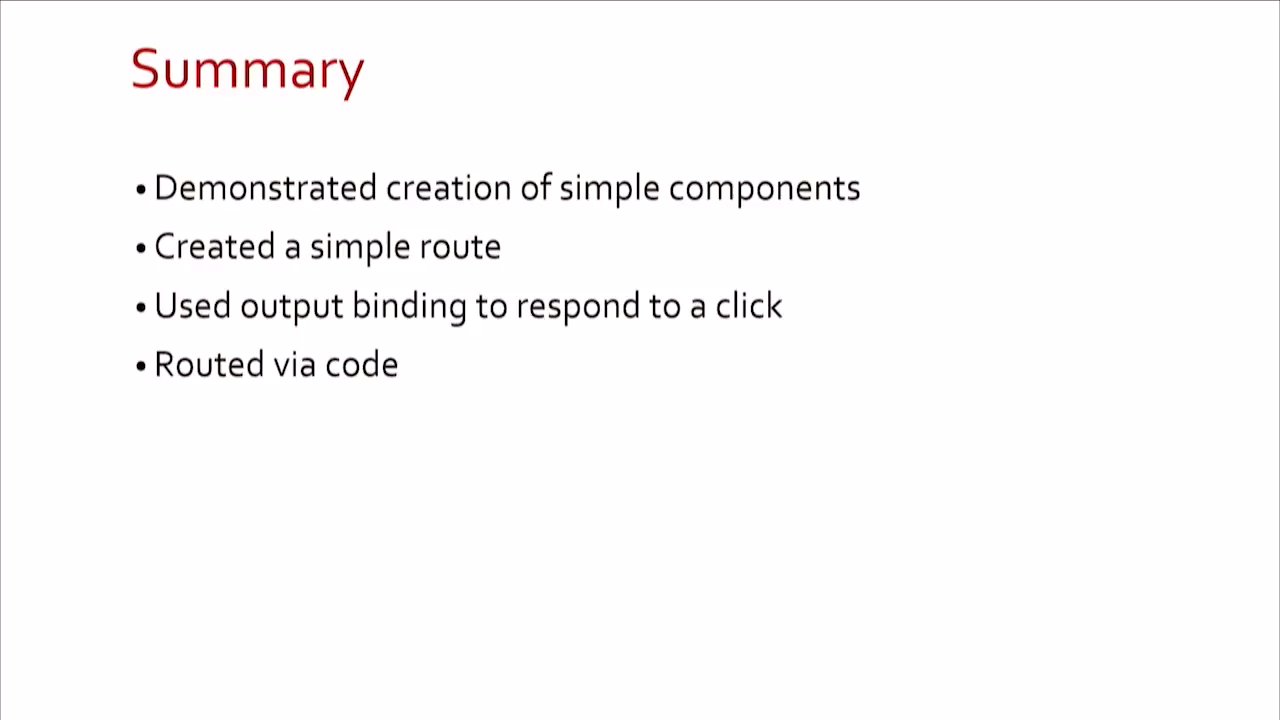 Summary
• Demonstrated creation of simple components
• Created a simple route
• Used output binding to respond to a click
• Routed via code